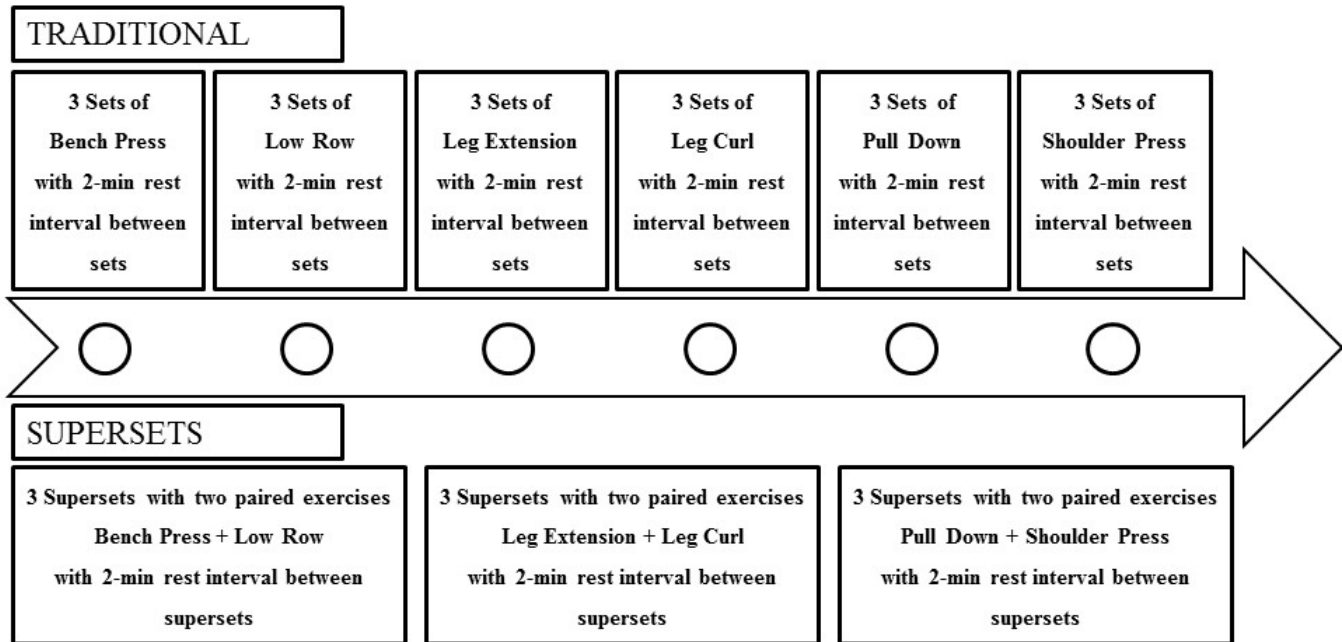 TRADITIONAL
3 Sets of
Bench Press
with 2-min rest
interval between
sets
3 Sets of
Low Row
with 2-min rest
interval between
sets
3 Sets of
Leg Extension
with 2-min rest
interval between
sets
3 Sets of
Leg Curl
with 2-min rest
interval between
sets
3 Sets of
Pull Down
with 2-min rest
interval between
sets
3 Sets of
Shoulder Press
with 2-min rest
interval between
sets
SUPERSETS
3 Supersets with two paired exercises
Bench Press + Low Row
with 2-min rest interval between
supersets
3 Supersets with two paired exercises
Leg Extension + Leg Curl
with 2-min rest interval between
supersets
3 Supersets with two paired exercises
Pull Down + Shoulder Press
with 2-min rest interval between
supersets